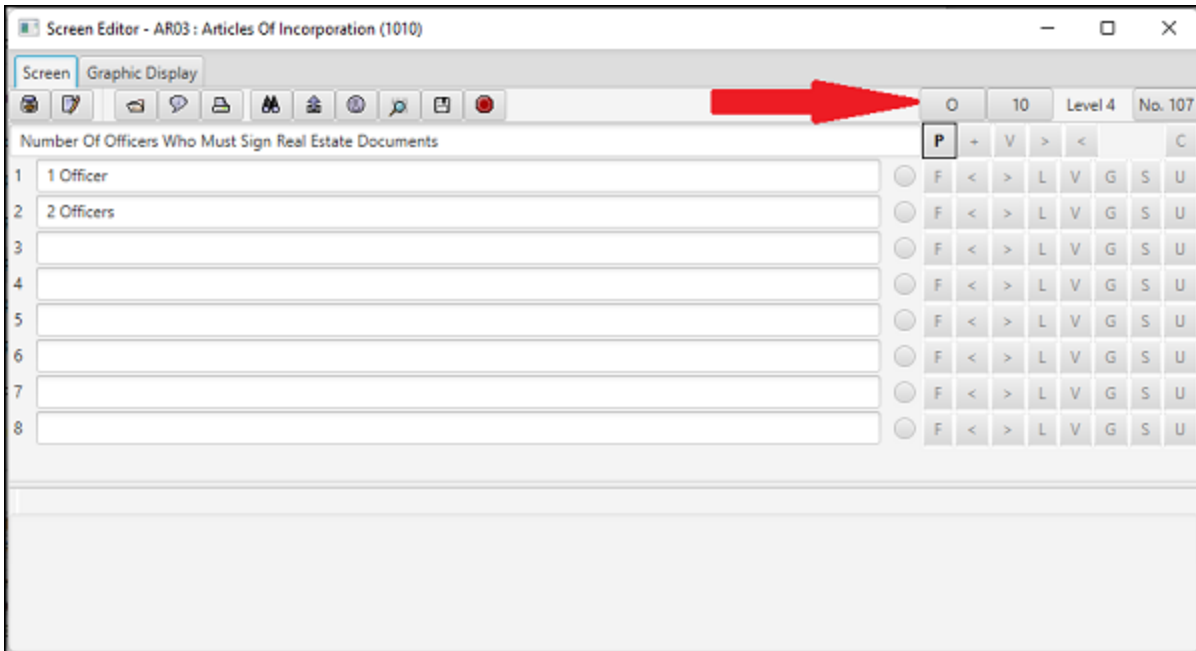 Screen Editor - AR03 : Articles Of Incorporation (1010)
Screen Graphic Display
O 10 Level 4 No. 107
Number Of Officers Who Must Sign Real Estate Documents P + V > < C
1 1 Officer F < > L V G S U
2 2 Officers F < > L V G S U
3 F < > L V G S U
4 F < > L V G S U
5 F < > L V G S U
6 F < > L V G S U
7 F < > L V G S U
8 F < > L V G S U